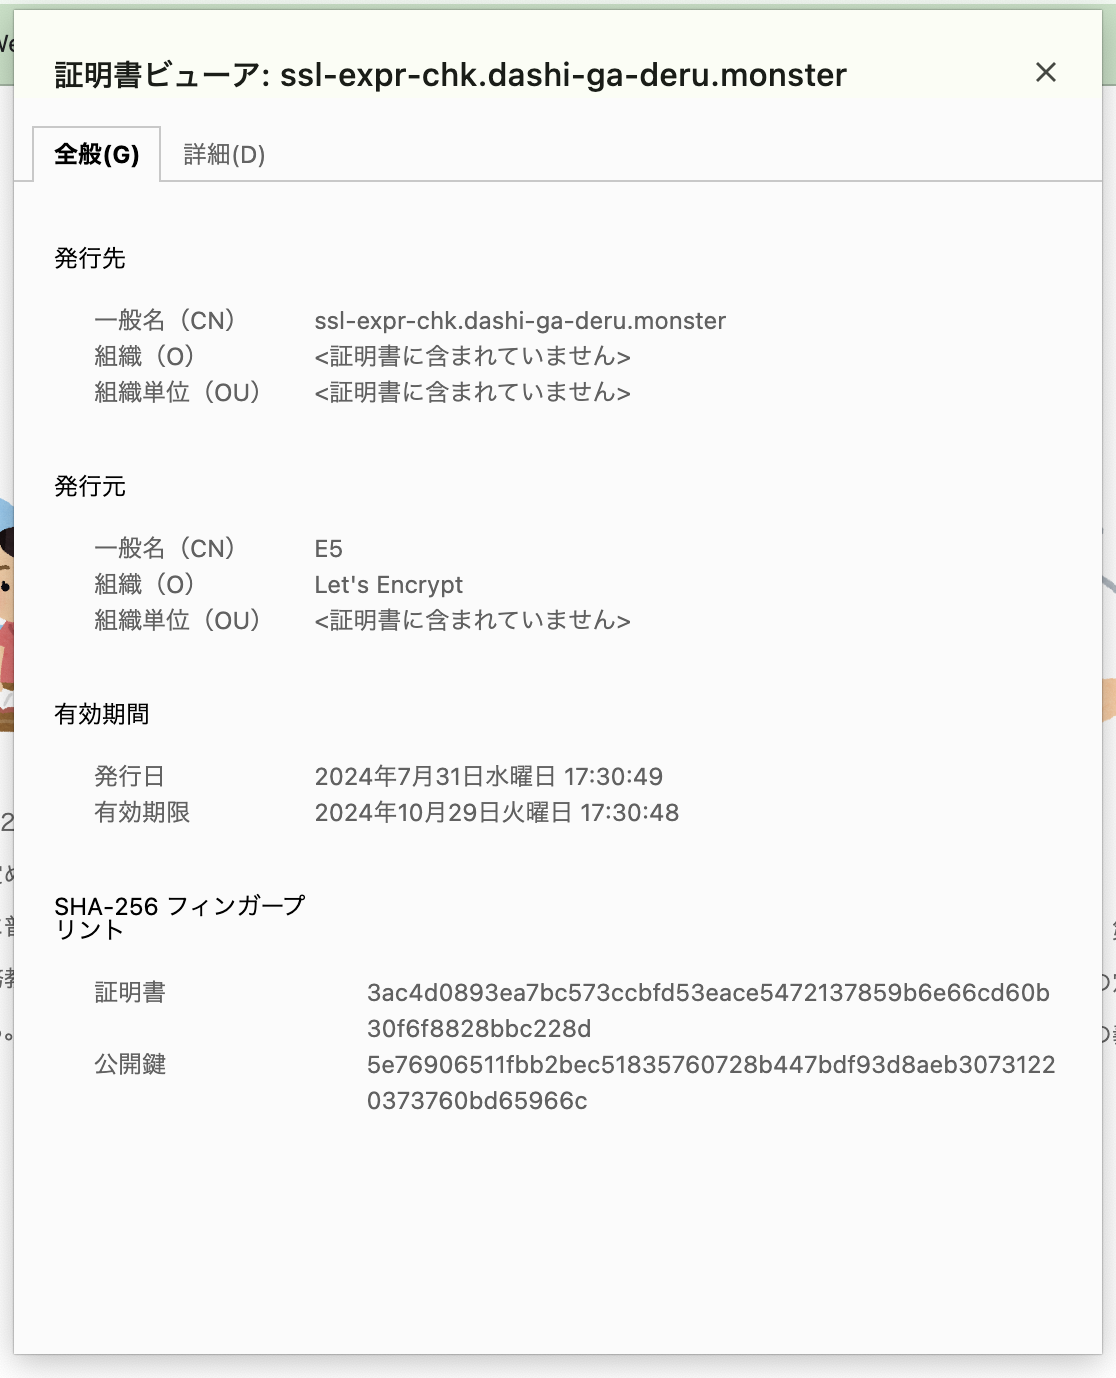 証明書ビューア: ssl-expr-chk.dashi-ga-deru.monster
全般(G) 詳細(D)
発行先
一般名（CN） ssl-expr-chk.dashi-ga-deru.monster
組織（O） <証明書に含まれていません>
組織単位（OU） <証明書に含まれていません>
発行元
一般名（CN） E5
組織（O） Let's Encrypt
組織単位（OU） <証明書に含まれていません>
有効期間
発行日 2024年7月31日水曜日 17:30:49
有効期限 2024年10月29日火曜日 17:30:48
SHA-256 フィンガープ
リント
証明書 3ac4d0893ea7bc573ccbfd53eace5472137859b6e66cd60b
30f6f8828bbc228d
公開鍵 5e76906511fbb2bec51835760728b447bdf93d8aeb3073122
0373760bd65966c